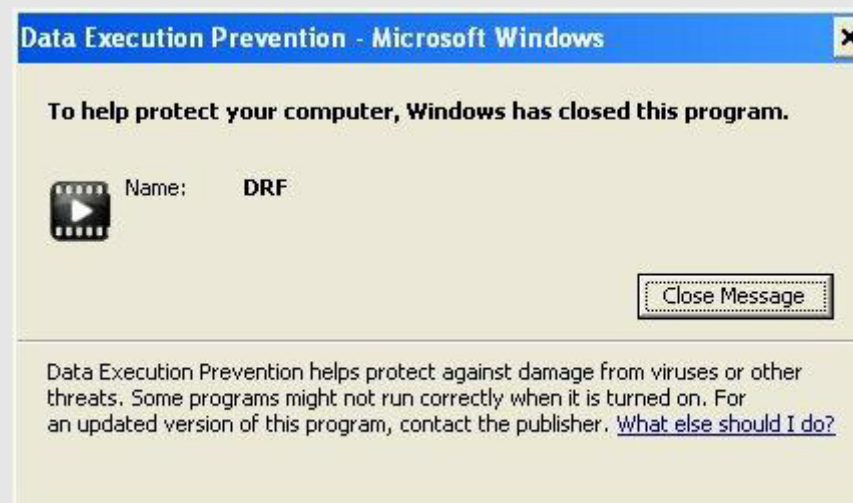 Data Execution Prevention - Microsoft Windows
To help protect your computer, Windows has closed this program.
Name: DRF
Close Message
Data Execution Prevention helps protect against damage from viruses or other
threats. Some programs might not run correctly when it is turned on. For
an updated version of this program, contact the publisher. What else should I do?